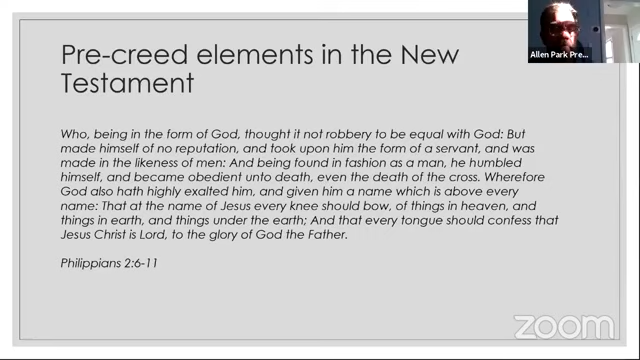 Pre-creed elements in the New
Testament
Who, being in the form of God, thought it not robbery to be equal with God: But
made himself of no reputation, and took upon him the form of a servant, and was
made in the likeness of men: And being found in fashion as a man, he humbled
himself, and became obedient unto death, even the death of the cross. Wherefore
God also hath highly exalted him, and given him a name which is above every
name: That at the name of Jesus every knee should bow, of things in heaven, and
things in earth, and things under the earth; And that every tongue should confess that
Jesus Christ is Lord, to the glory of God the Father.
Philippians 2:6-11
Allen Park Pre...
zoom